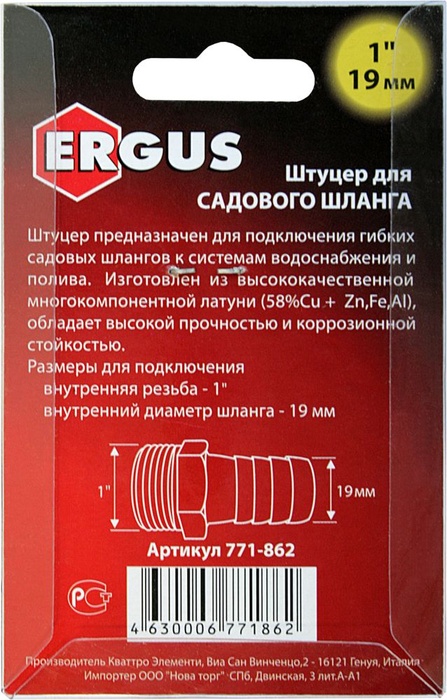 1"
19 мм
ERGUS
Штуцер для
САДОВОГО ШЛАНГА
Штуцер предназначен для подключения гибких
садовых шлангов к системам водоснабжения и
полива. Изготовлен из высококачественной
многокомпонентной латуни (58%Cu + Zn,Fe,Al),
обладает высокой прочностью и коррозионной
стойкостью.
Размеры для подключения
внутренняя резьба - 1"
внутренний диаметр шланга - 19 мм
1"
19мм
Артикул 771-862
РСТ
4 630006 771862
Производитель Кваттро Элементи, Виа Сан Винченцо,2 - 16121 Генуя, Италия
Импортер ООО "Нова торг" -СПб, Двинская, 3 лит.А-А1